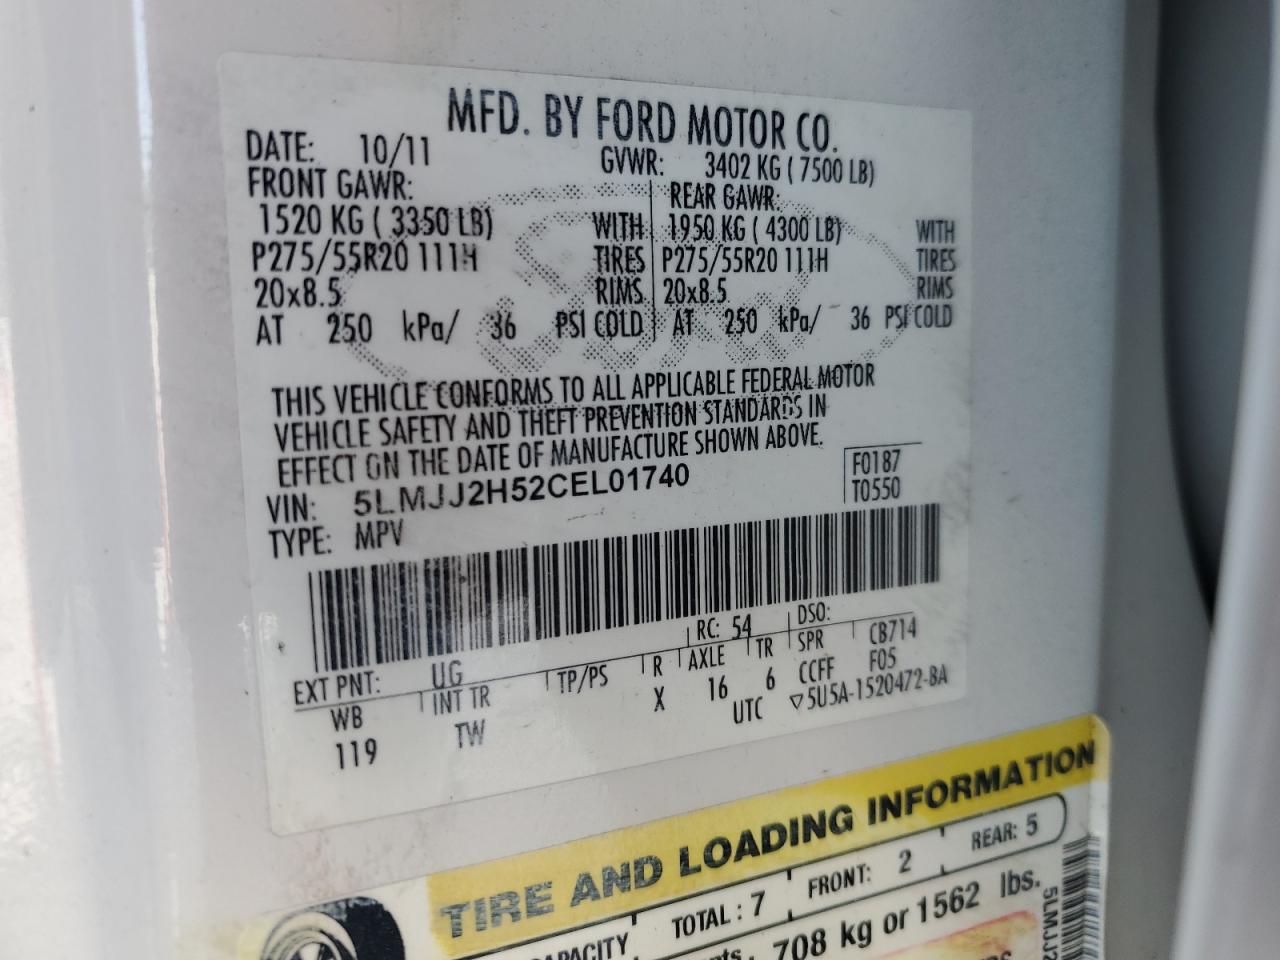 MFD. BY FORD MOTOR CO.
DATE: 10/11 GVWR: 3402 KG ( 7500 LB)
FRONT GAWR: REAR GAWR:
1520 KG ( 3350 LB) WITH 1950 KG ( 4300 LB) WITH
P275/55R20 111H TIRES P275/55R20 111H TIRES
20x8.5 RIMS 20x8.5 RIMS
AT 250 kPa/ 36 PSI COLD AT 250 kPa/ 36 PSI COLD
THIS VEHICLE CONFORMS TO ALL APPLICABLE FEDERAL MOTOR
VEHICLE SAFETY AND THEFT PREVENTION STANDARDS IN
EFFECT ON THE DATE OF MANUFACTURE SHOWN ABOVE.
VIN: 5LMJJ2H52CEL01740
F0187
T0550
TYPE: MPV
EXT PNT: UG RC: 54 DSO:
WB INT TR TP/PS R AXLE TR SPR CB714
119 TW X 16 6 CCFF F05
UTC ▽5U5A-1520472-BA
TIRE AND LOADING INFORMATION
TOTAL : 7 FRONT: 2 REAR: 5
708 kg or 1562 lbs.